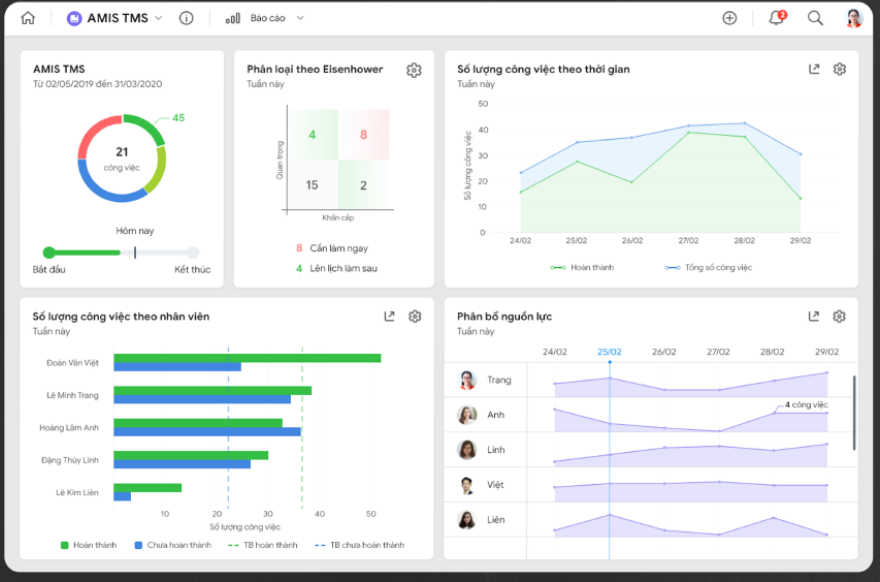 AMIS TMS
Báo cáo
2
AMIS TMS
Từ 02/05/2019 đến 31/03/2020
45
21
công việc
Hôm nay
Bắt đầu
Kết thúc
Phân loại theo Eisenhower
Tuần này
Quan trọng
4
8
15
2
Khẩn cấp
8 Cần làm ngay
4 Lên lịch làm sau
Số lượng công việc theo thời gian
Tuần này
Số lượng công việc
50
40
30
20
10
0
24/02 25/02 26/02 27/02 28/02 29/02
Hoàn thành
Tổng số công việc
Số lượng công việc theo nhân viên
Tuần này
Đoàn Văn Việt
Lê Minh Trang
Hoàng Lâm Anh
Đặng Thùy Linh
Lê Kim Liên
10 20 30 40 50
Số lượng công việc
Hoàn thành
Chưa hoàn thành
TB hoàn thành
TB chưa hoàn thành
Phân bổ nguồn lực
Tuần này
24/02 25/02 26/02 27/02 28/02 29/02
Trang
4 công việc
Anh
Linh
Việt
Liên